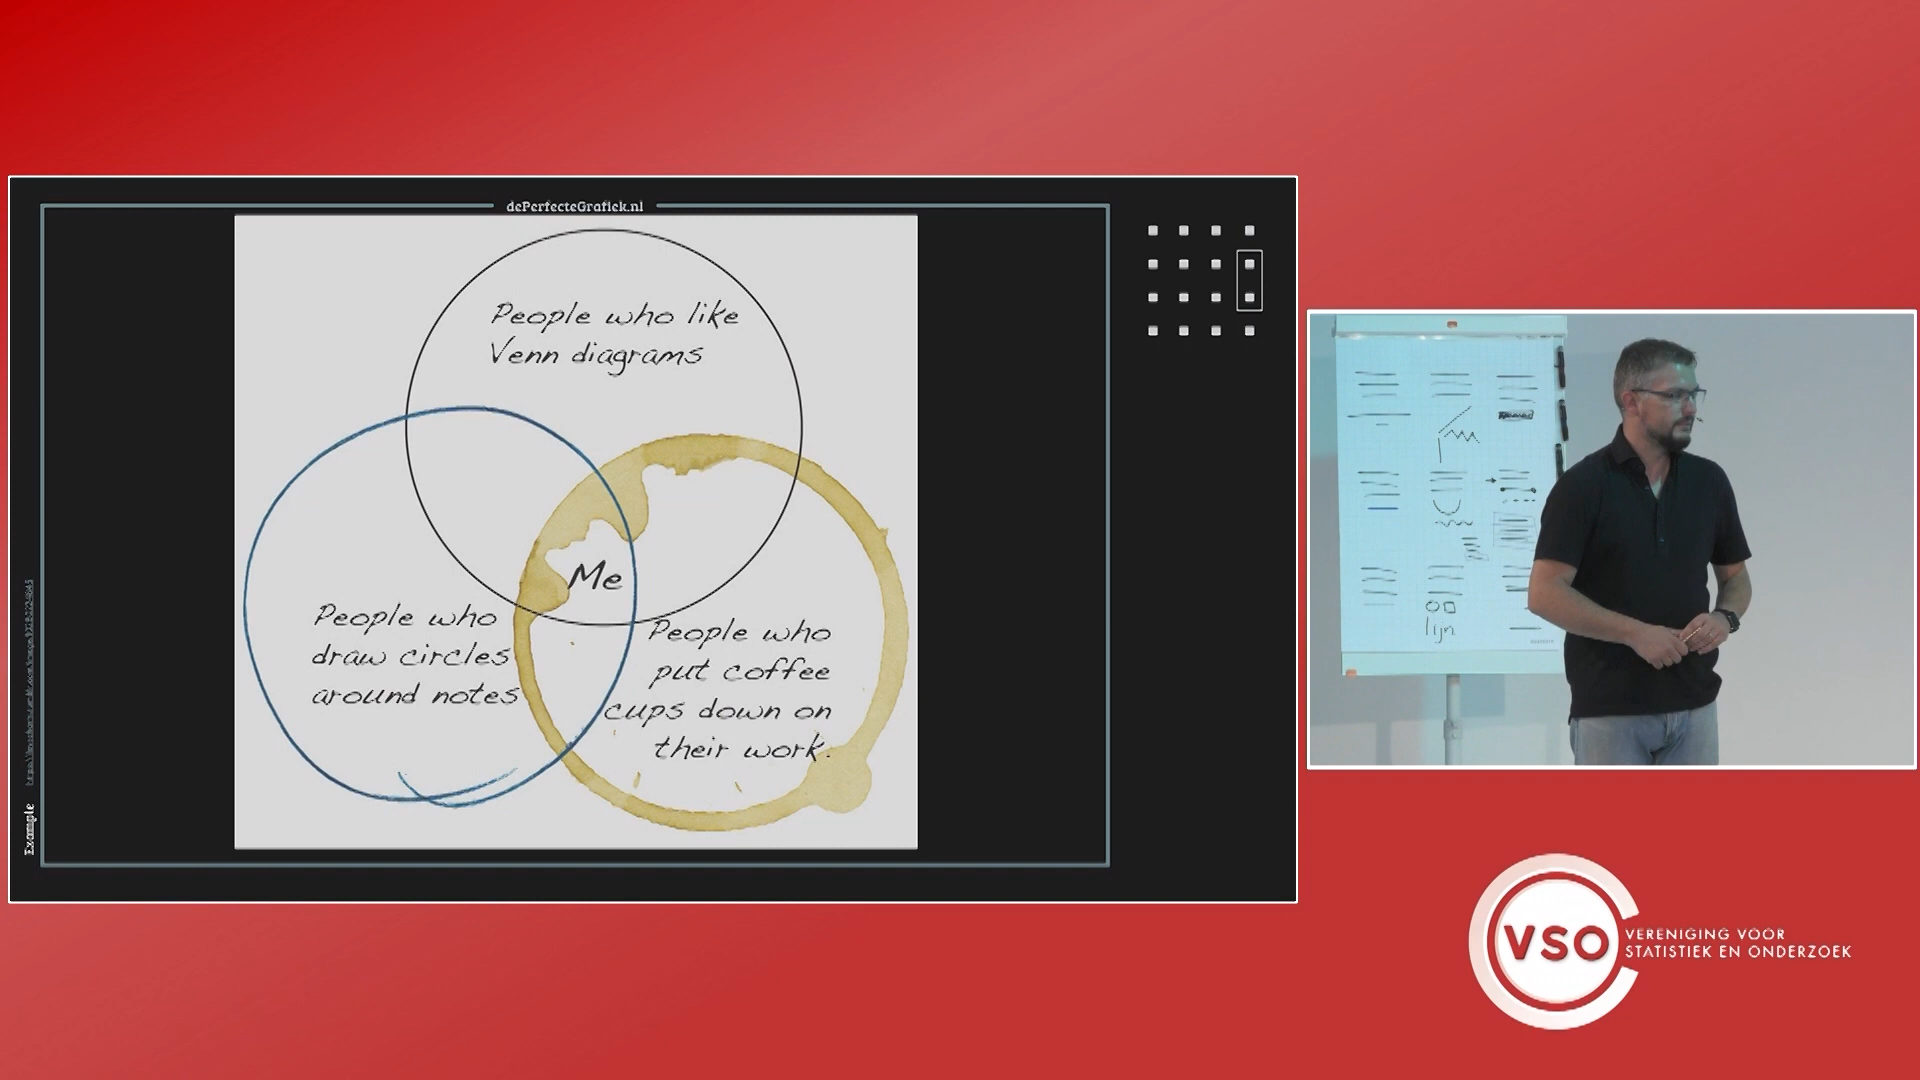 dePerfecteGrafiek.nl
People who like
Venn diagrams
Me
People who
draw circles
around notes
People who
put coffee
cups down on
their work.
Example
lijn
VSO
VERENIGING VOOR
STATISTIEK EN ONDERZOEK